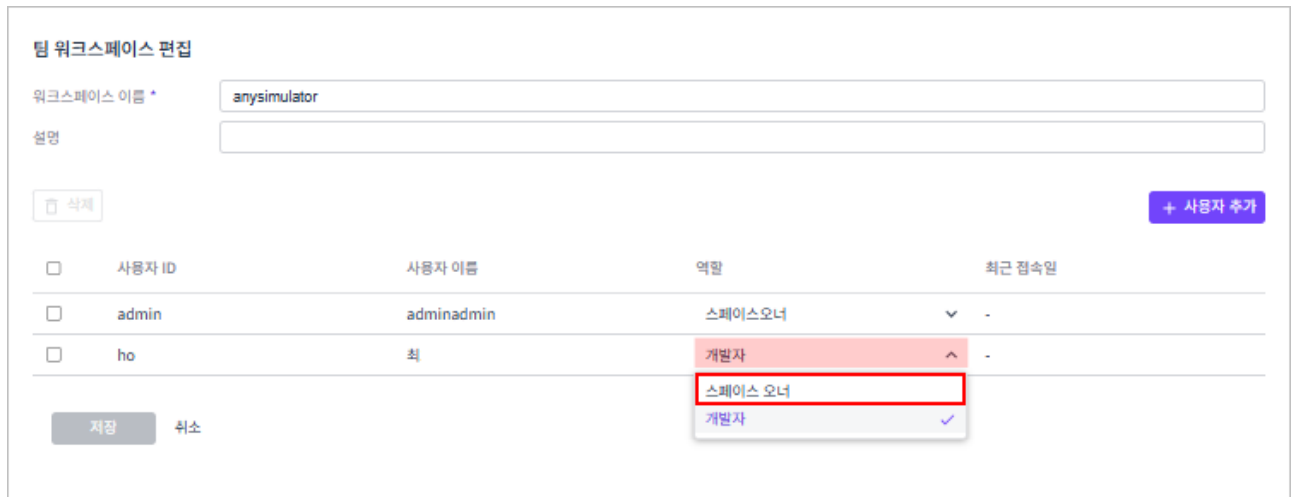 팀 워크스페이스 편집
워크스페이스 이름 * anysimulator
설명
삭제
+ 사용자 추가
사용자 ID 사용자 이름 역할 최근 접속일
admin adminadmin 스페이스오너 -
ho 최 개발자 -
스페이스 오너
개발자
저장 취소